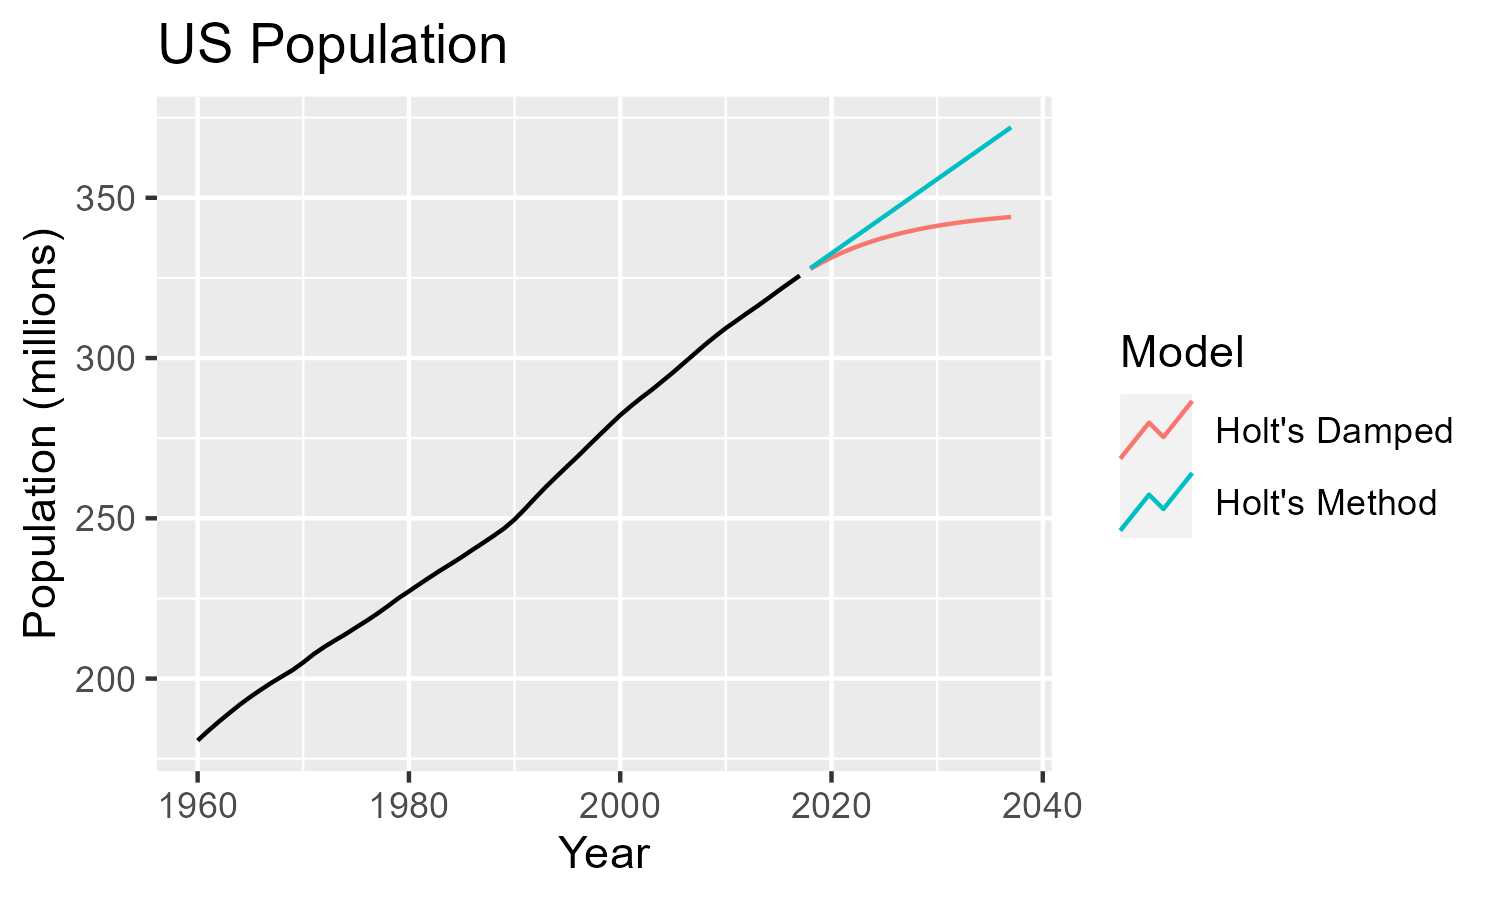 US Population
Population (millions)
350
300
250
200
1960 1980 2000 2020 2040
Year
Model
Holt's Damped
Holt's Method